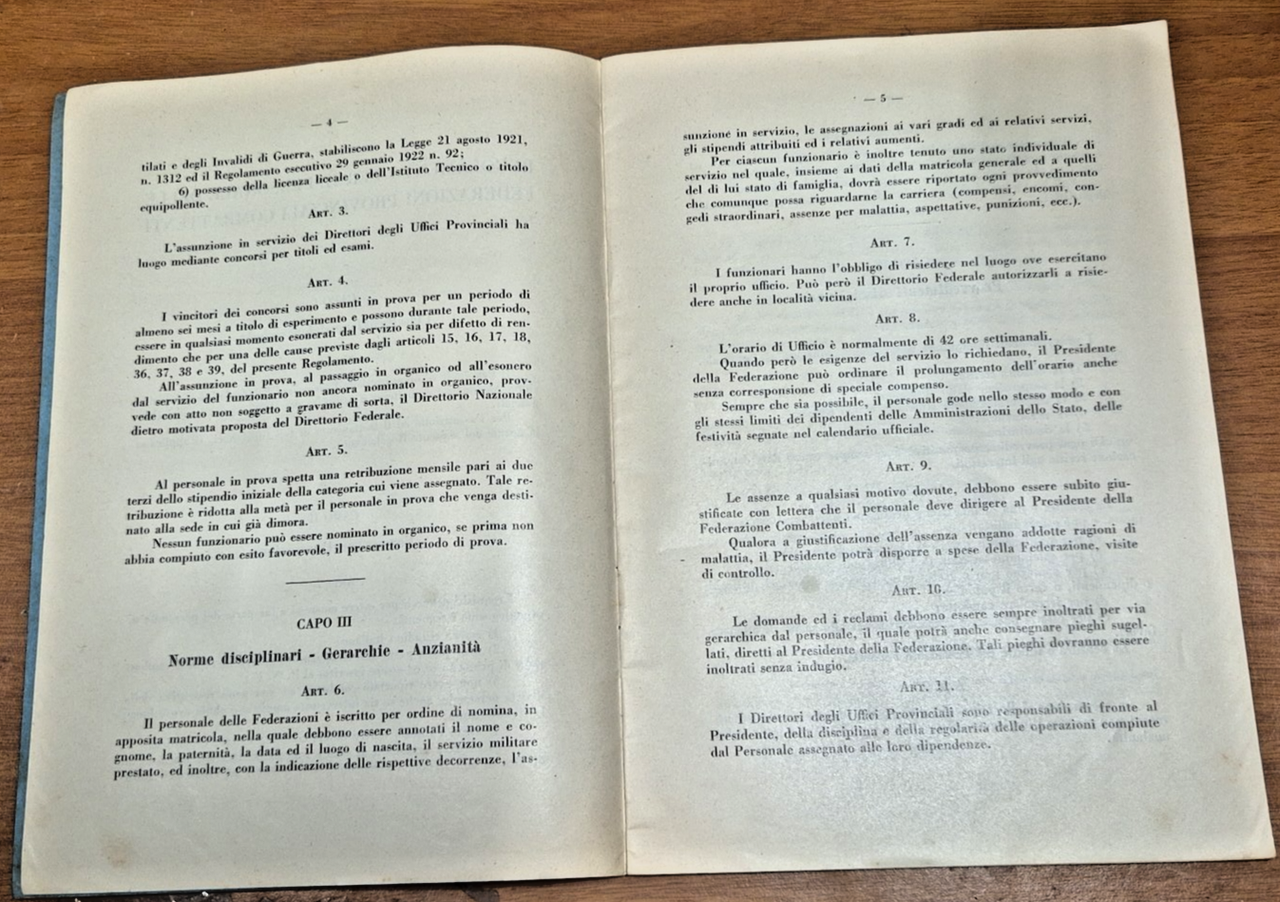 — 4 —
tilati e degli Invalidi di Guerra, stabiliscono la Legge 21 agosto 1921,
n. 1312 ed il Regolamento esecutivo 29 gennaio 1922 n. 92;
6) possesso della licenza liceale o dell'Istituto Tecnico o titolo
equipollente.
ART. 3.
L'assunzione in servizio dei Direttori degli Uffici Provinciali ha
luogo mediante concorsi per titoli ed esami.
ART. 4.
I vincitori dei concorsi sono assunti in prova per un periodo di
almeno sei mesi a titolo di esperimento e possono durante tale periodo,
essere in qualsiasi momento esonerati dal servizio sia per difetto di ren-
dimento che per una delle cause previste dagli articoli 15, 16, 17, 18,
36, 37, 38 e 39, del presente Regolamento.
All'assunzione in prova, al passaggio in organico od all'esonero
dal servizio del funzionario non ancora nominato in organico, prov-
vede con atto non soggetto a gravame di sorta, il Direttorio Nazionale
dietro motivata proposta del Direttorio Federale.
ART. 5.
Al personale in prova spetta una retribuzione mensile pari ai due
terzi dello stipendio iniziale della categoria cui viene assegnato. Tale re-
tribuzione è ridotta alla metà per il personale in prova che venga desti-
nato alla sede in cui già dimora.
Nessun funzionario può essere nominato in organico, se prima non
abbia compiuto con esito favorevole, il prescritto periodo di prova.
CAPO III
Norme disciplinari - Gerarchie - Anzianità
ART. 6.
Il personale delle Federazioni è iscritto per ordine di nomina, in
apposita matricola, nella quale debbono essere annotati il nome e co-
gnome, la paternità, la data ed il luogo di nascita, il servizio militare
prestato, ed inoltre, con la indicazione delle rispettive decorrenze, l'as-
— 5 —
sunzione in servizio, le assegnazioni ai vari gradi ed ai relativi servizi,
gli stipendi attribuiti ed i relativi aumenti.
Per ciascun funzionario è inoltre tenuto uno stato individuale di
servizio nel quale, insieme ai dati della matricola generale ed a quelli
del di lui stato di famiglia, dovrà essere riportato ogni provvedimento
che comunque possa riguardarne la carriera (compensi, encomi, con-
gedi straordinari, assenze per malattia, aspettative, punizioni, ecc.).
ART. 7.
I funzionari hanno l'obbligo di risiedere nel luogo ove esercitano
il proprio ufficio. Può però il Direttorio Federale autorizzarli a risie-
dere anche in località vicina.
ART. 8.
L'orario di Ufficio è normalmente di 42 ore settimanali.
Quando però le esigenze del servizio lo richiedano, il Presidente
della Federazione può ordinare il prolungamento dell'orario anche
senza corresponsione di speciale compenso.
Sempre che sia possibile, il personale gode nello stesso modo e con
gli stessi limiti dei dipendenti delle Amministrazioni dello Stato, delle
festività segnate nel calendario ufficiale.
ART. 9.
Le assenze a qualsiasi motivo dovute, debbono essere subito giu-
stificate con lettera che il personale deve dirigere al Presidente della
Federazione Combattenti.
Qualora a giustificazione dell'assenza vengano addotte ragioni di
malattia, il Presidente potrà disporre a spese della Federazione, visite
di controllo.
ART. 10.
Le domande ed i reclami debbono essere sempre inoltrati per via
gerarchica dal personale, il quale potrà anche consegnare pieghi sugel-
lati, diretti al Presidente della Federazione. Tali pieghi dovranno essere
inoltrati senza indugio.
ART. 11.
I Direttori degli Uffici Provinciali sono responsabili di fronte al
Presidente, della disciplina e della regolarità delle operazioni compiute
dal Personale assegnato alle loro dipendenze.